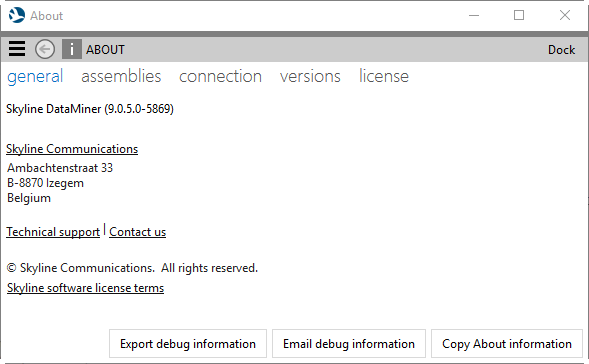 About
ABOUT Dock
general assemblies connection versions license
Skyline DataMiner (9.0.5.0-5869)
Skyline Communications
Ambachtenstraat 33
B-8870 Izegem
Belgium
Technical support | Contact us
© Skyline Communications. All rights reserved.
Skyline software license terms
Export debug information Email debug information Copy About information